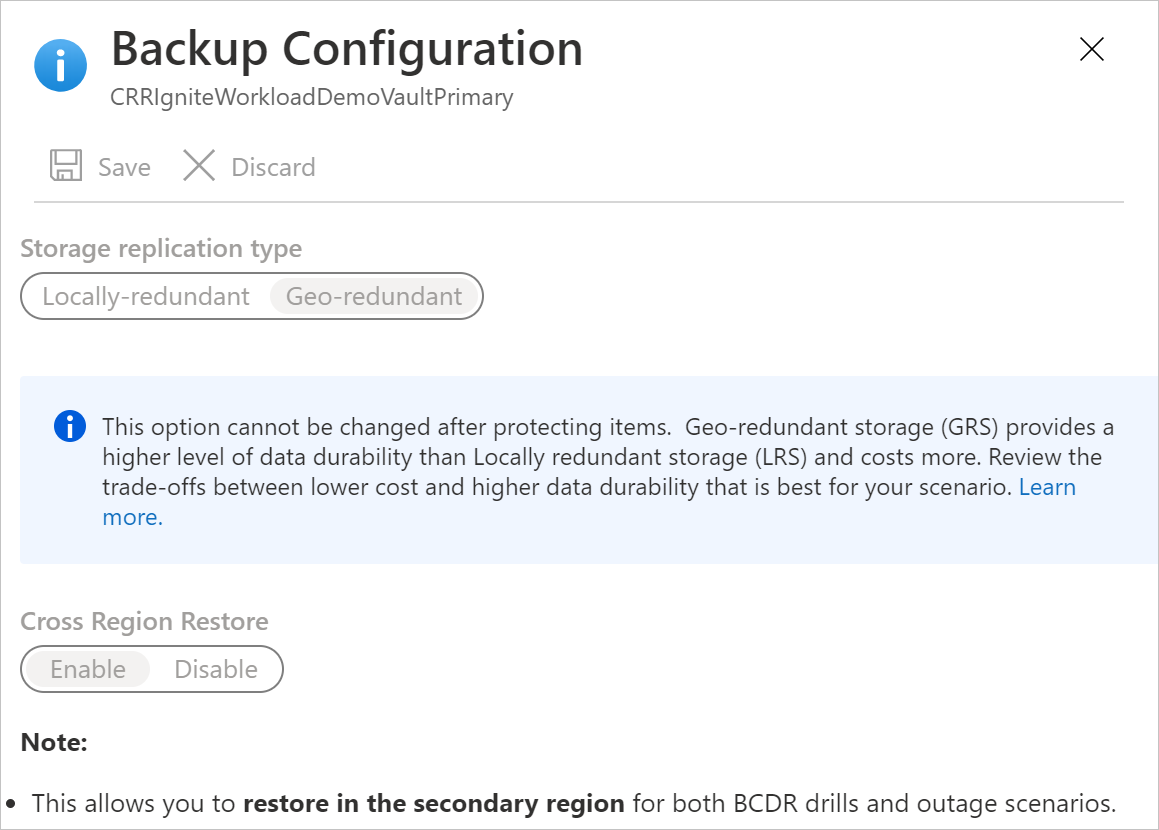 Backup Configuration
CRRIgniteWorkloadDemoVaultPrimary
Save Discard
Storage replication type
Locally-redundant Geo-redundant
This option cannot be changed after protecting items.  Geo-redundant storage (GRS) provides a
higher level of data durability than Locally redundant storage (LRS) and costs more. Review the
trade-offs between lower cost and higher data durability that is best for your scenario. Learn
more.
Cross Region Restore
Enable Disable
Note:
• This allows you to restore in the secondary region for both BCDR drills and outage scenarios.